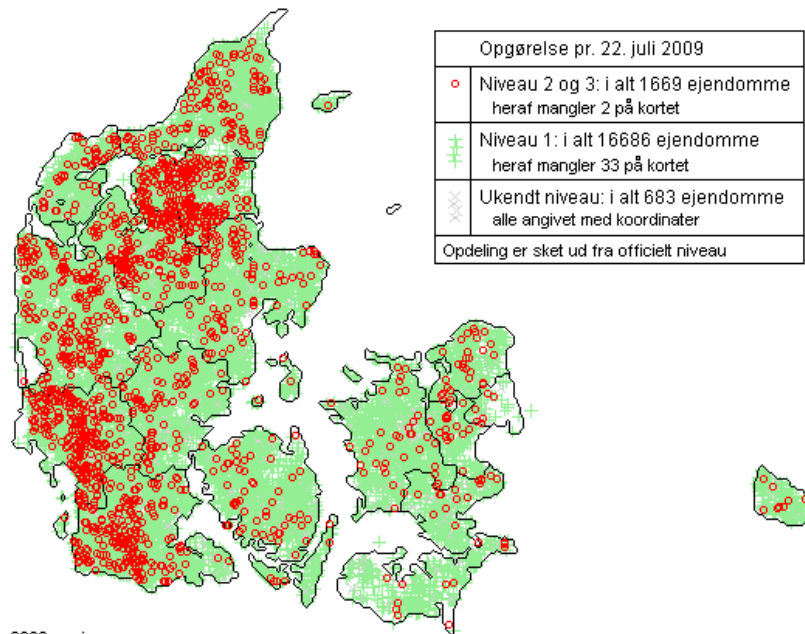 Opgørelse pr. 22. juli 2009
Niveau 2 og 3: i alt 1669 ejendomme
heraf mangler 2 på kortet
Niveau 1: i alt 16686 ejendomme
heraf mangler 33 på kortet
Ukendt niveau: i alt 683 ejendomme
alle angivet med koordinater
Opdeling er sket ud fra officielt niveau